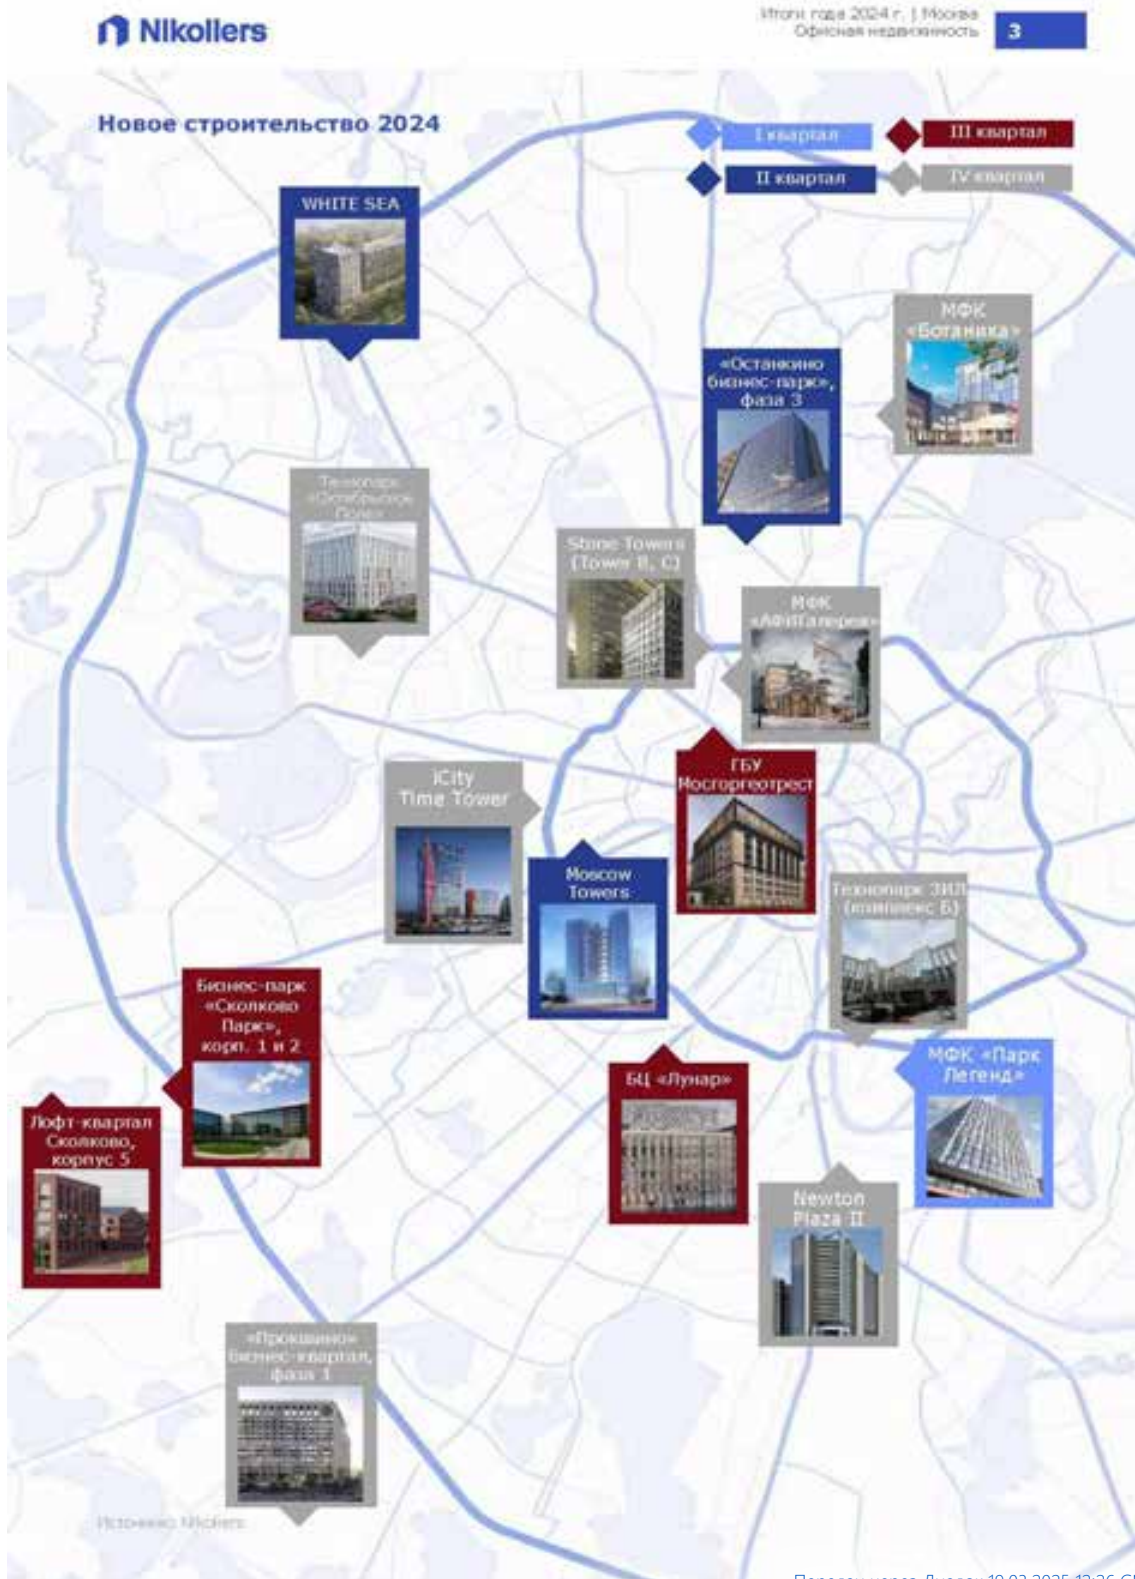 Nikoliers
Итоги года 2024 г. | Москва
Офисная недвижимость
3
Новое строительство 2024
I квартал
III квартал
II квартал
IV квартал
WHITE SEA
МФК
«Ботаника»
«Останкино
бизнес-парк»,
фаза 3
Технопарк
«Октябрьское
Поле»
Stone Towers
(Tower B, C)
МФК
«АФИГалерея»
ГБУ
Мосгоргеотрест
iCity
Time Tower
Moscow
Towers
Технопарк ЗИЛ
(комплекс Б)
Бизнес-парк
«Сколково
Парк»,
корп. 1 и 2
МФК «Парк
Легенд»
БЦ «Лунар»
Лофт-квартал
Сколково,
корпус 5
Newton
Plaza II
«Прокшино»
Бизнес-квартал,
фаза 1
Источник: Nikoliers